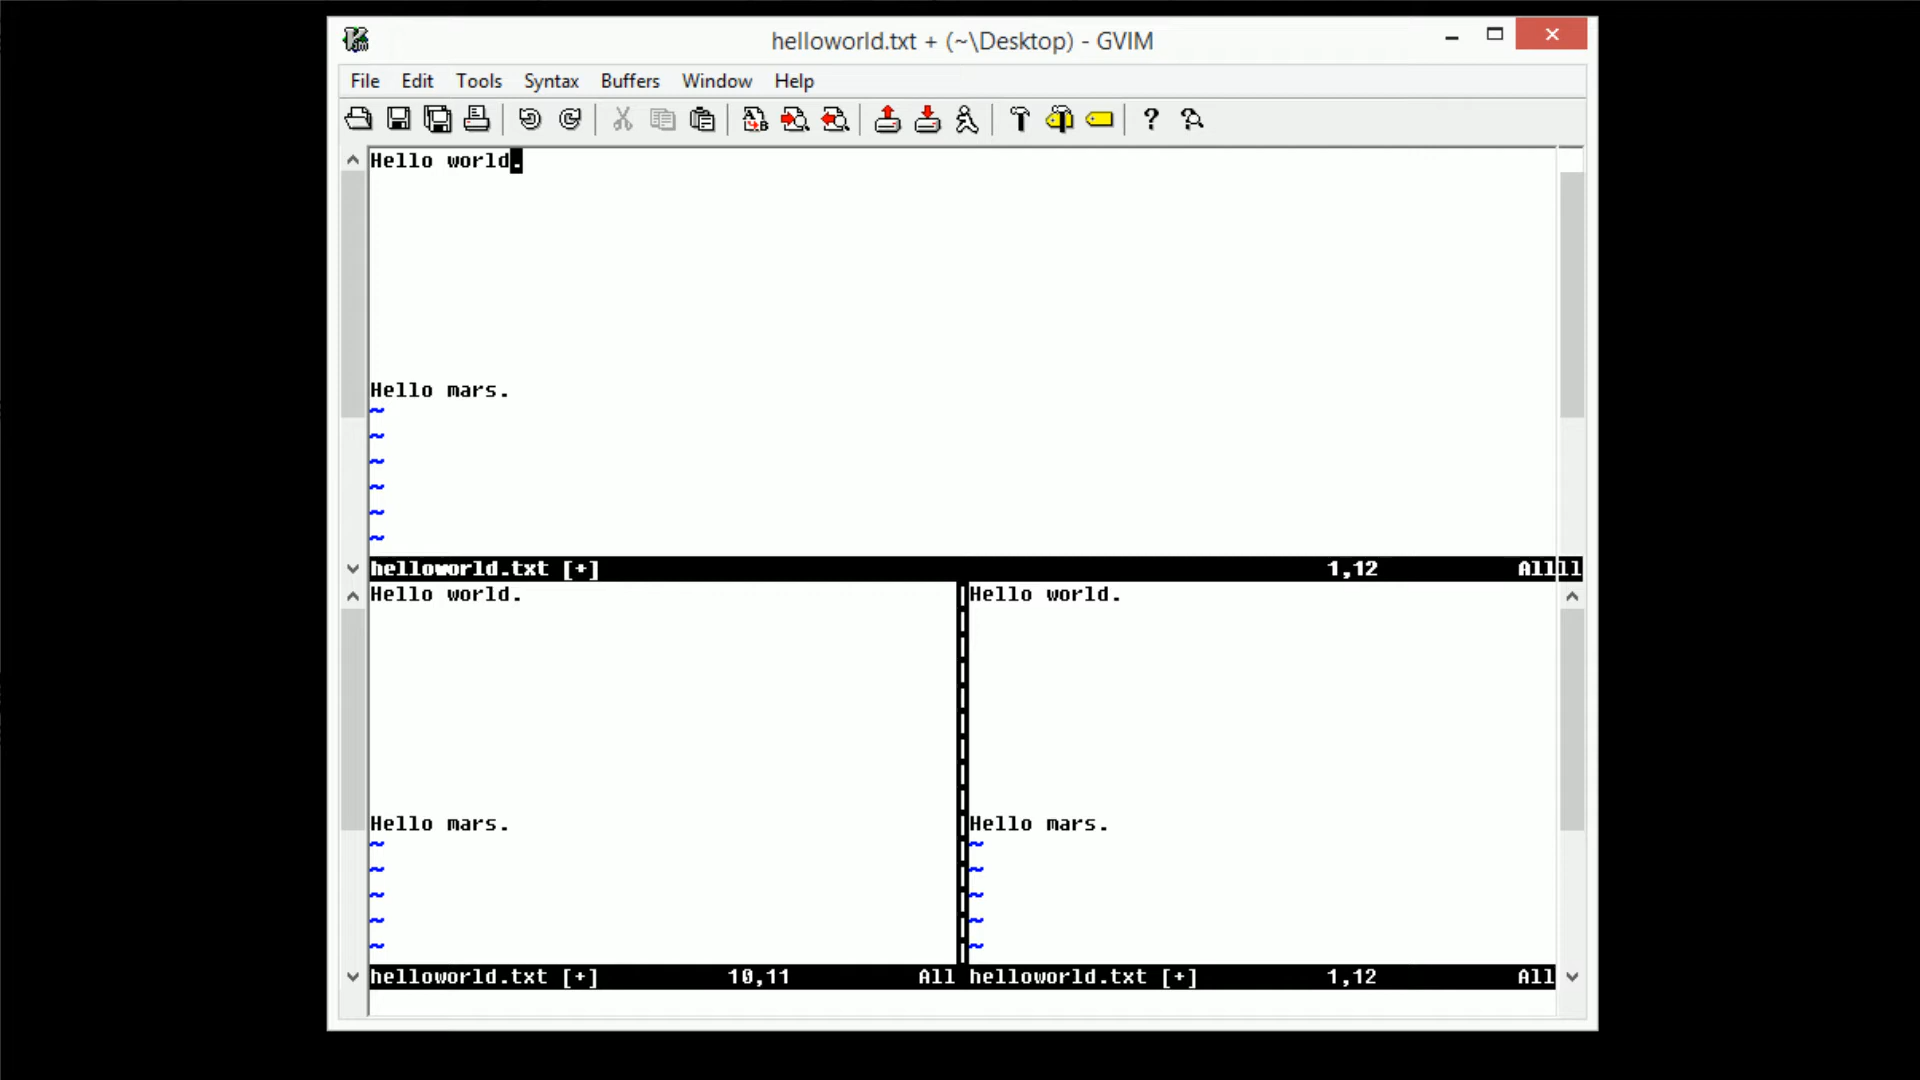 helloworld.txt + (~\Desktop) - GVIM
File Edit Tools Syntax Buffers Window Help
Hello world.
Hello mars.
~
~
~
~
~
~
helloworld.txt [+] 1,12 Allll
Hello world.
Hello mars.
~
~
~
~
~
helloworld.txt [+] 10,11 All
Hello world.
Hello mars.
~
~
~
~
~
helloworld.txt [+] 1,12 All